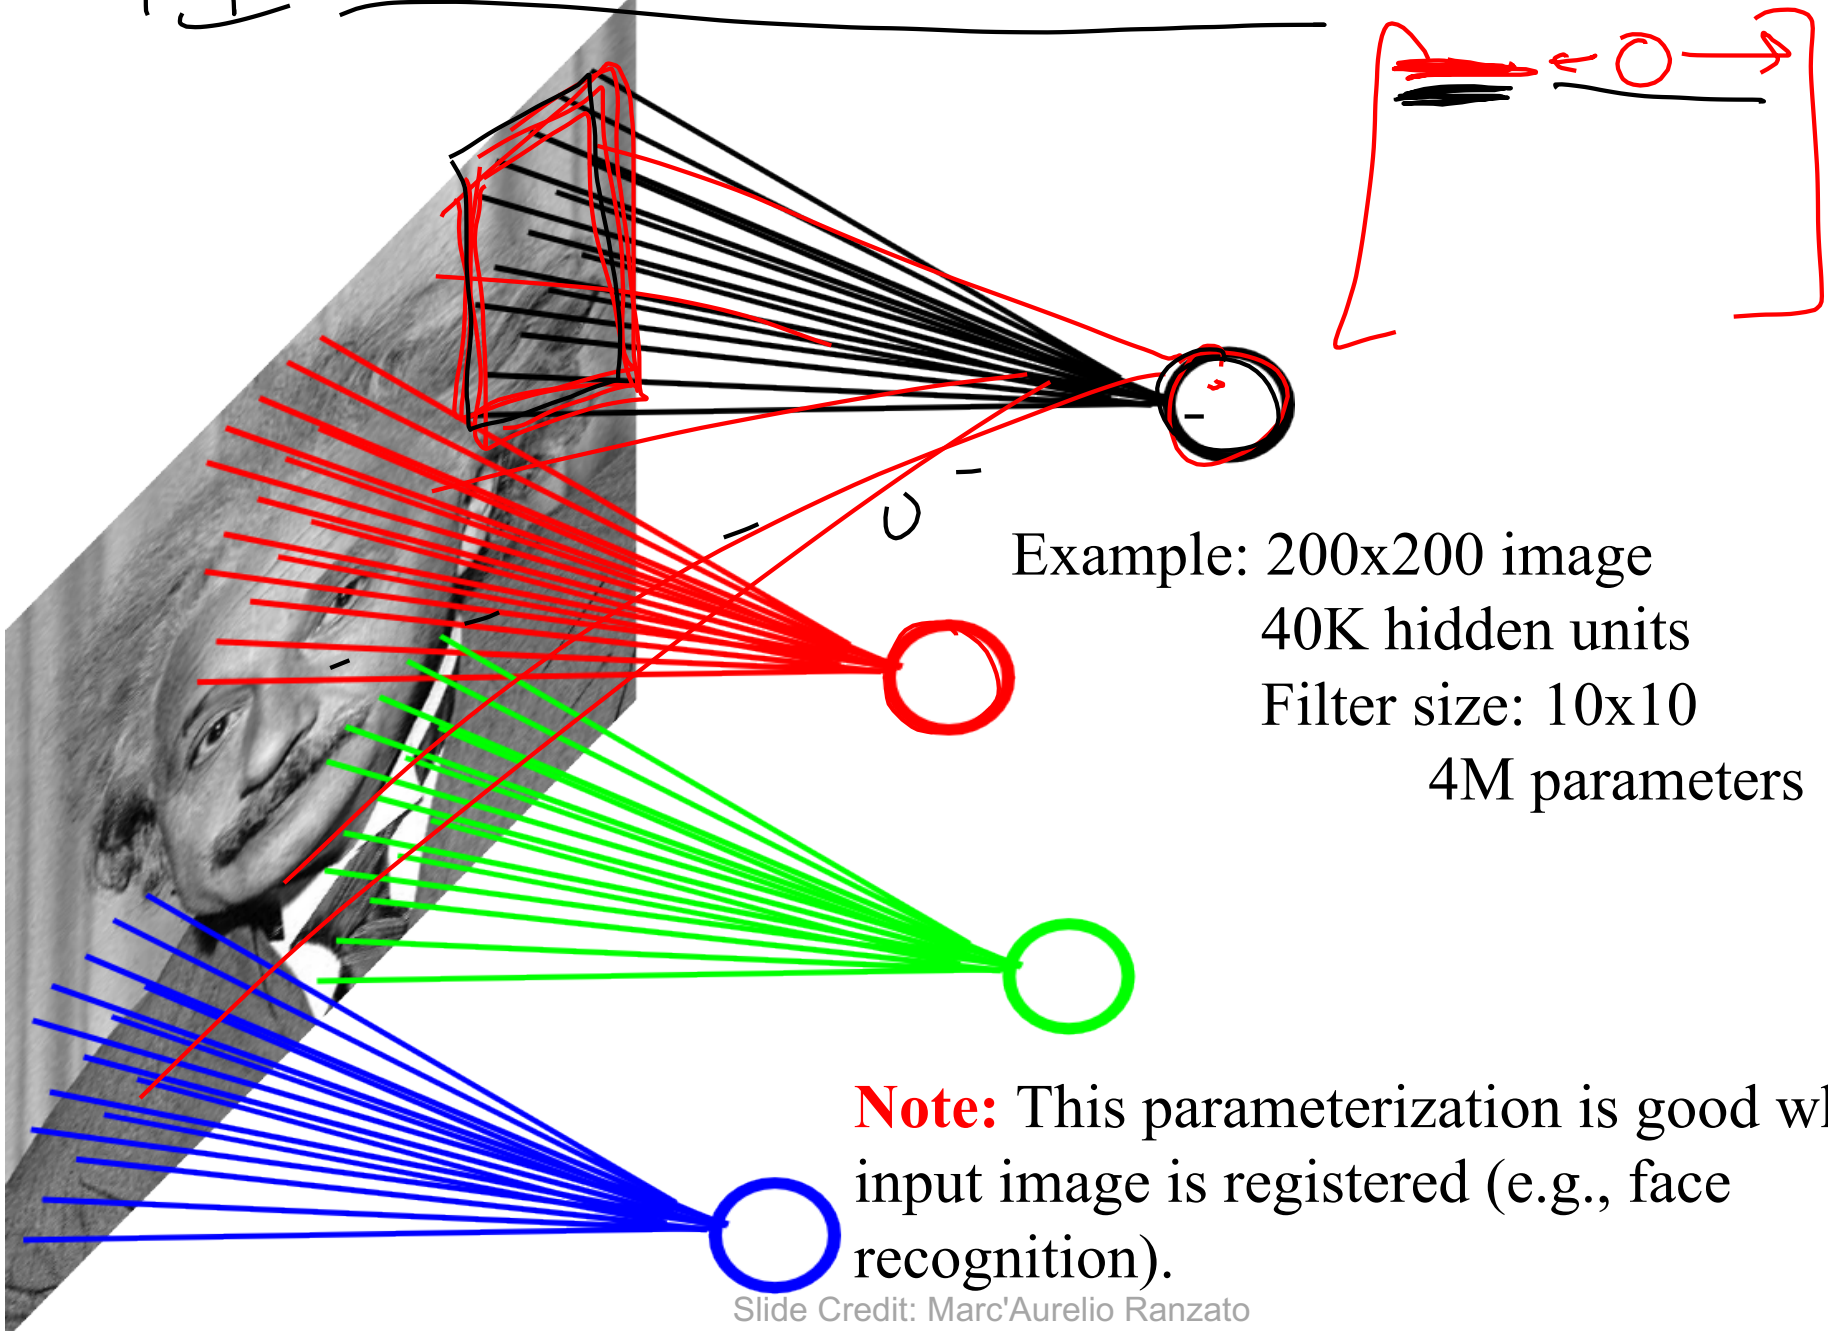 Example: 200x200 image
40K hidden units
Filter size: 10x10
4M parameters
Note: This parameterization is good
input image is registered (e.g., face
recognition).
Slide Credit: Marc'Aurelio Ranzato